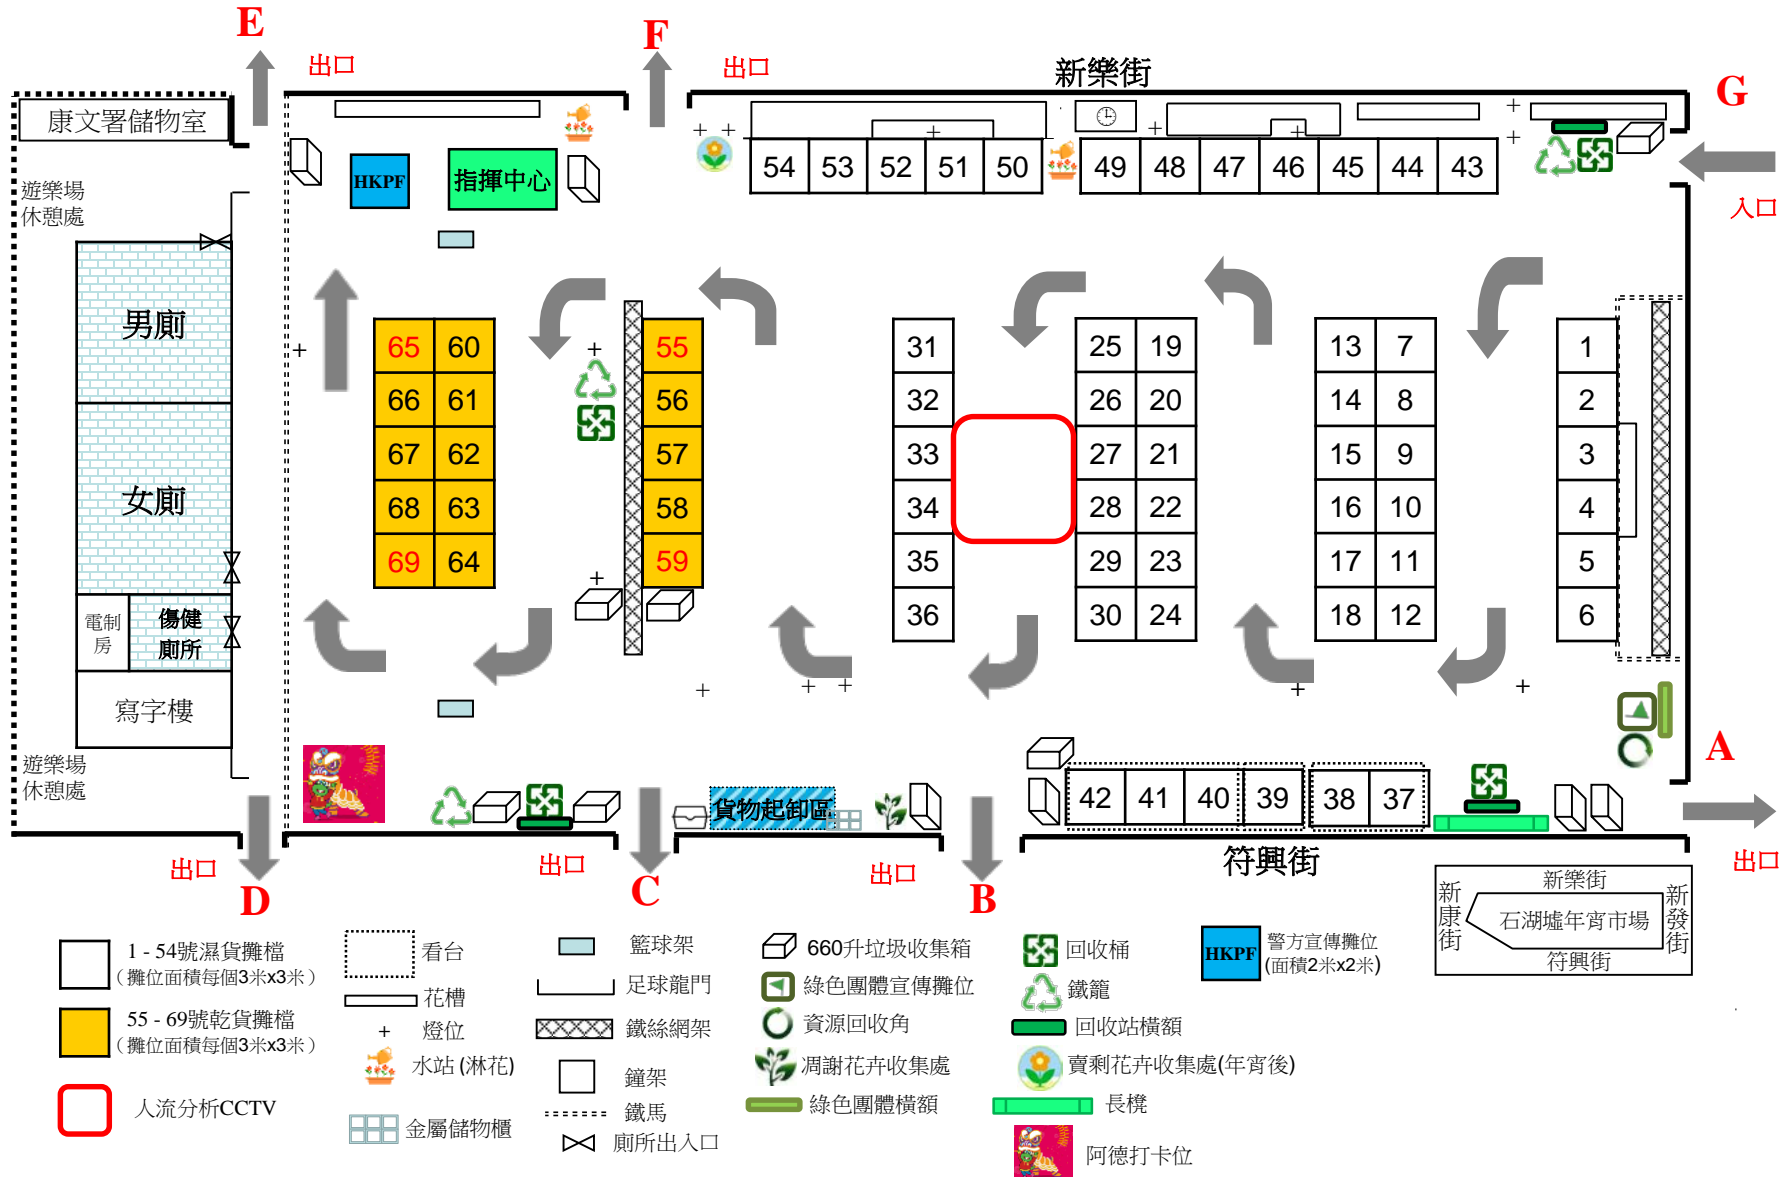 E
F
G
出口
出口
新樂街
康文署儲物室
入口
遊樂場
休憩處
HKPF
指揮中心
54 53 52 51 50
49 48 47 46 45 44 43
男廁
女廁
電制
房
傷健
廁所
寫字樓
遊樂場
休憩處
65 60
66 61
67 62
68 63
69 64
55
56
57
58
59
31
32
33
34
35
36
25 19
26 20
27 21
28 22
29 23
30 24
13 7
14 8
15 9
16 10
17 11
18 12
1
2
3
4
5
6
A
貨物起卸區
42 41 40 39 38 37
出口
D
出口
C
出口
B
符興街
出口
新樂街
新康街
石湖墟年宵市場
新發街
符興街
1 - 54號濕貨攤檔
（攤位面積每個3米x3米）
55 - 69號乾貨攤檔
（攤位面積每個3米x3米）
人流分析CCTV
看台
花槽
燈位
水站 (淋花)
金屬儲物櫃
籃球架
足球龍門
鐵絲網架
鐘架
鐵馬
廁所出入口
660升垃圾收集箱
綠色團體宣傳攤位
資源回收角
凋謝花卉收集處
綠色團體橫額
回收桶
鐵籠
回收站橫額
賣剩花卉收集處(年宵後)
長櫈
阿德打卡位
HKPF
警方宣傳攤位
(面積2米x2米)